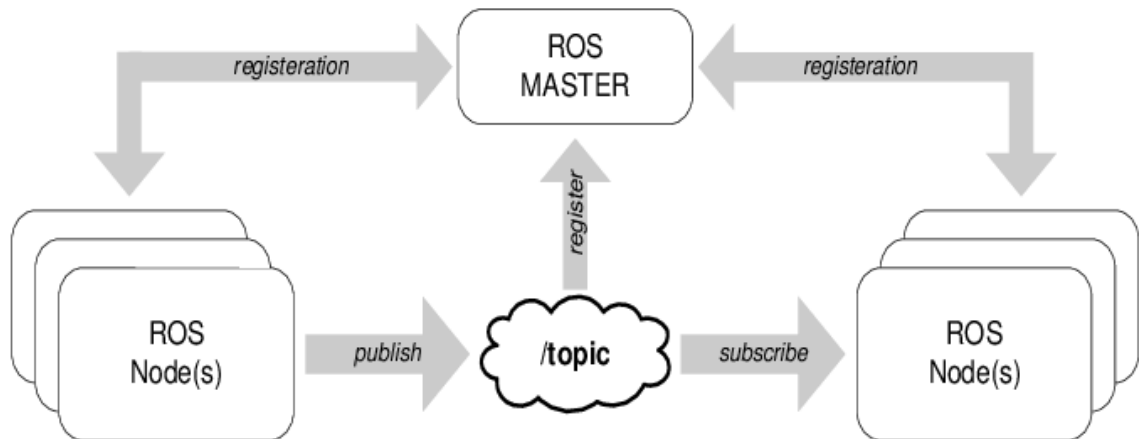 ROS
MASTER
registeration
registeration
register
ROS
Node(s)
publish
/topic
subscribe
ROS
Node(s)